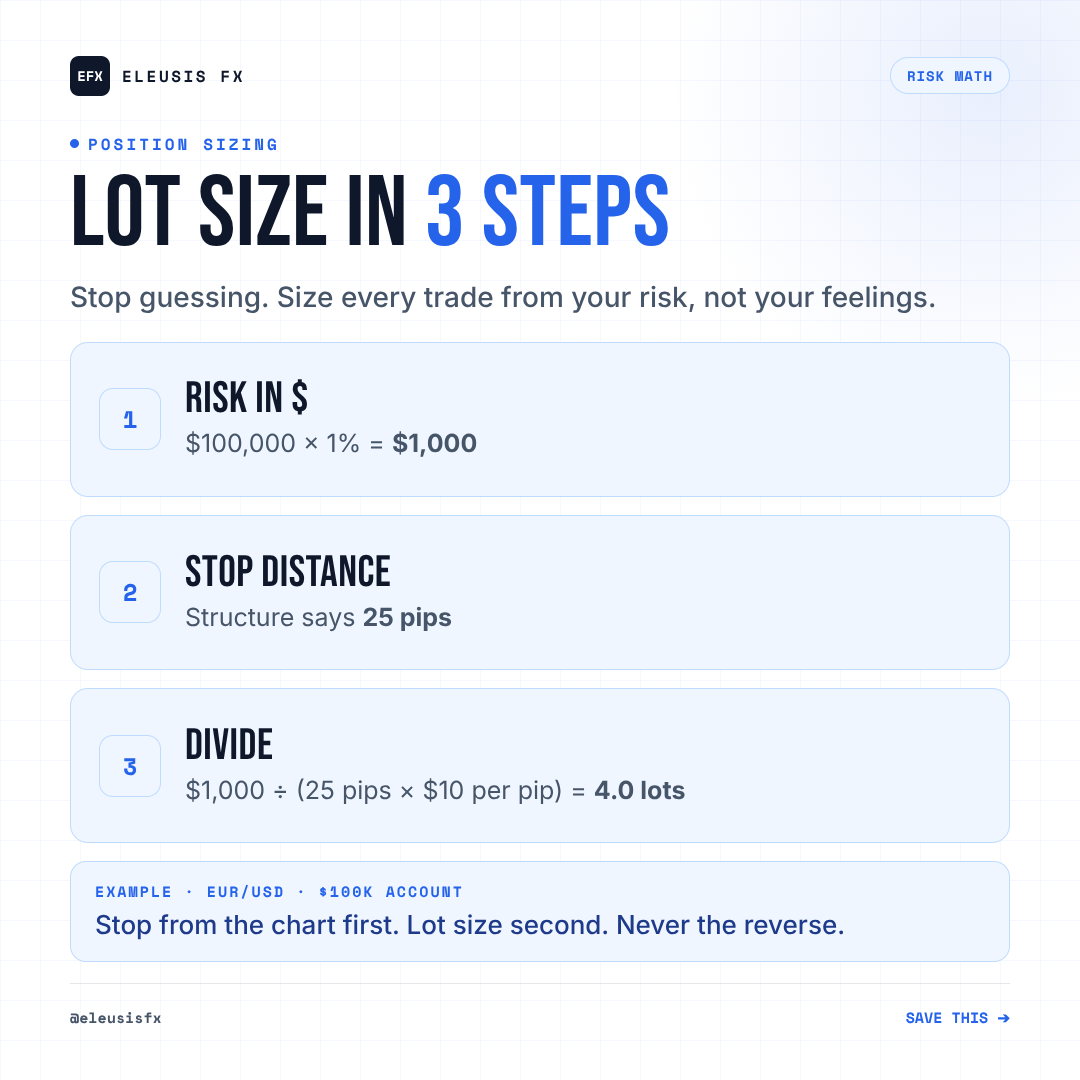 EFX ELEUSIS FX
RISK MATH
POSITION SIZING
LOT SIZE IN 3 STEPS
Stop guessing. Size every trade from your risk, not your feelings.
1
RISK IN $
$100,000 × 1% = $1,000
2
STOP DISTANCE
Structure says 25 pips
3
DIVIDE
$1,000 ÷ (25 pips × $10 per pip) = 4.0 lots
EXAMPLE · EUR/USD · $100K ACCOUNT
Stop from the chart first. Lot size second. Never the reverse.
@eleusisfx
SAVE THIS ➔